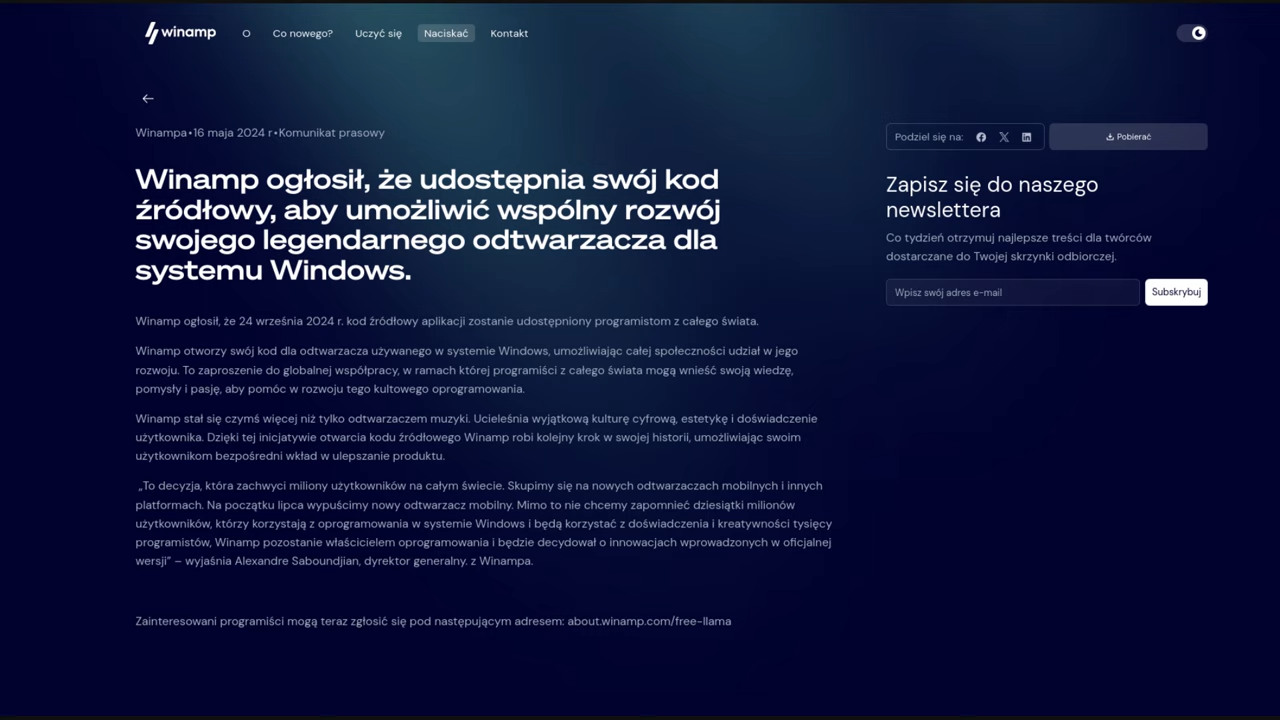 winamp
O
Co nowego?
Uczyć się
Naciskać
Kontakt
Winampa•16 maja 2024 r•Komunikat prasowy
Winamp ogłosił, że udostępnia swój kod
źródłowy, aby umożliwić wspólny rozwój
swojego legendarnego odtwarzacza dla
systemu Windows.
Winamp ogłosił, że 24 września 2024 r. kod źródłowy aplikacji zostanie udostępniony programistom z całego świata.
Winamp otworzy swój kod dla odtwarzacza używanego w systemie Windows, umożliwiając całej społeczności udział w jego
rozwoju. To zaproszenie do globalnej współpracy, w ramach której programiści z całego świata mogą wnieść swoją wiedzę,
pomysły i pasję, aby pomóc w rozwoju tego kultowego oprogramowania.
Winamp stał się czymś więcej niż tylko odtwarzaczem muzyki. Ucieleśnia wyjątkową kulturę cyfrową, estetykę i doświadczenie
użytkownika. Dzięki tej inicjatywie otwarcia kodu źródłowego Winamp robi kolejny krok w swojej historii, umożliwiając swoim
użytkownikom bezpośredni wkład w ulepszanie produktu.
„To decyzja, która zachwyci miliony użytkowników na całym świecie. Skupimy się na nowych odtwarzaczach mobilnych i innych
platformach. Na początku lipca wypuścimy nowy odtwarzacz mobilny. Mimo to nie chcemy zapomnieć dziesiątki milionów
użytkowników, którzy korzystają z oprogramowania w systemie Windows i będą korzystać z doświadczenia i kreatywności tysięcy
programistów, Winamp pozostanie właścicielem oprogramowania i będzie decydował o innowacjach wprowadzonych w oficjalnej
wersji” – wyjaśnia Alexandre Saboundjian, dyrektor generalny. z Winampa.
Zainteresowani programiści mogą teraz zgłosić się pod następującym adresem: about.winamp.com/free-llama
Podziel się na:
Pobierać
Zapisz się do naszego
newslettera
Co tydzień otrzymuj najlepsze treści dla twórców
dostarczane do Twojej skrzynki odbiorczej.
Wpisz swój adres e-mail
Subskrybuj